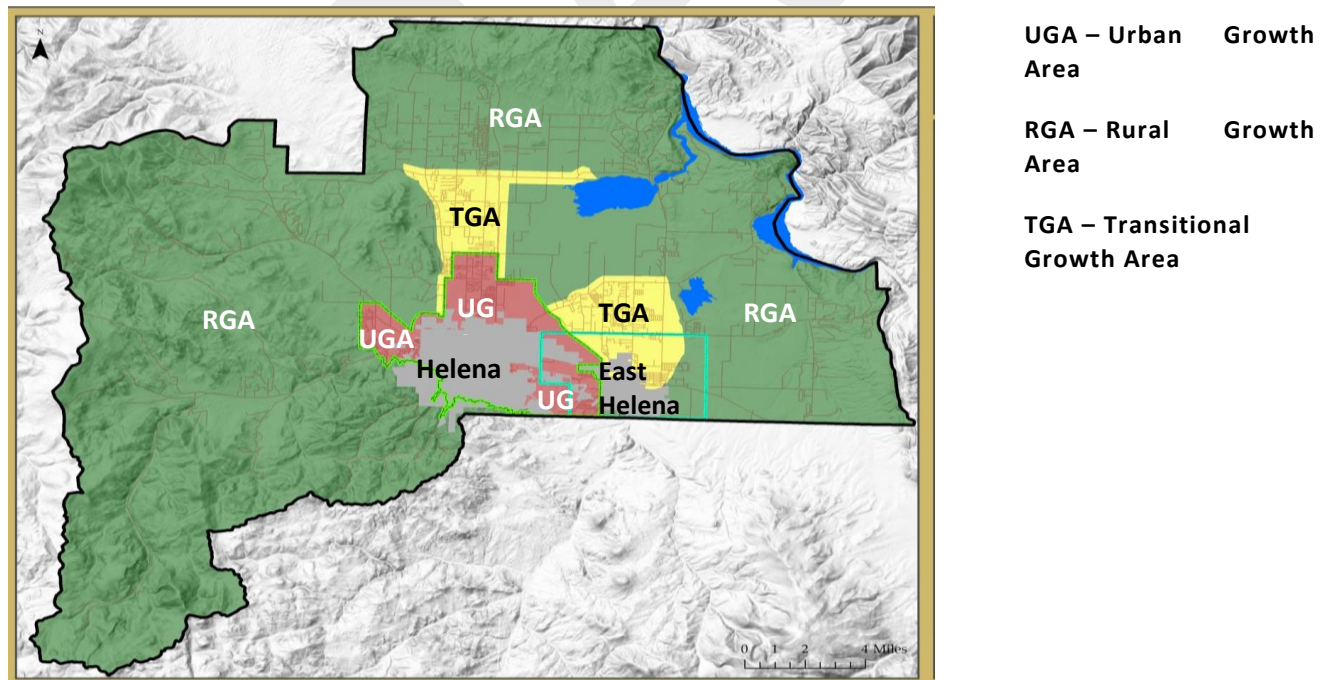 N
RGA
TGA
UG
RGA
TGA
RGA
UGA
Helena
East
Helena
UG
0 1 2 4 Miles
UGA – Urban Growth
Area
RGA – Rural Growth
Area
TGA – Transitional
Growth Area